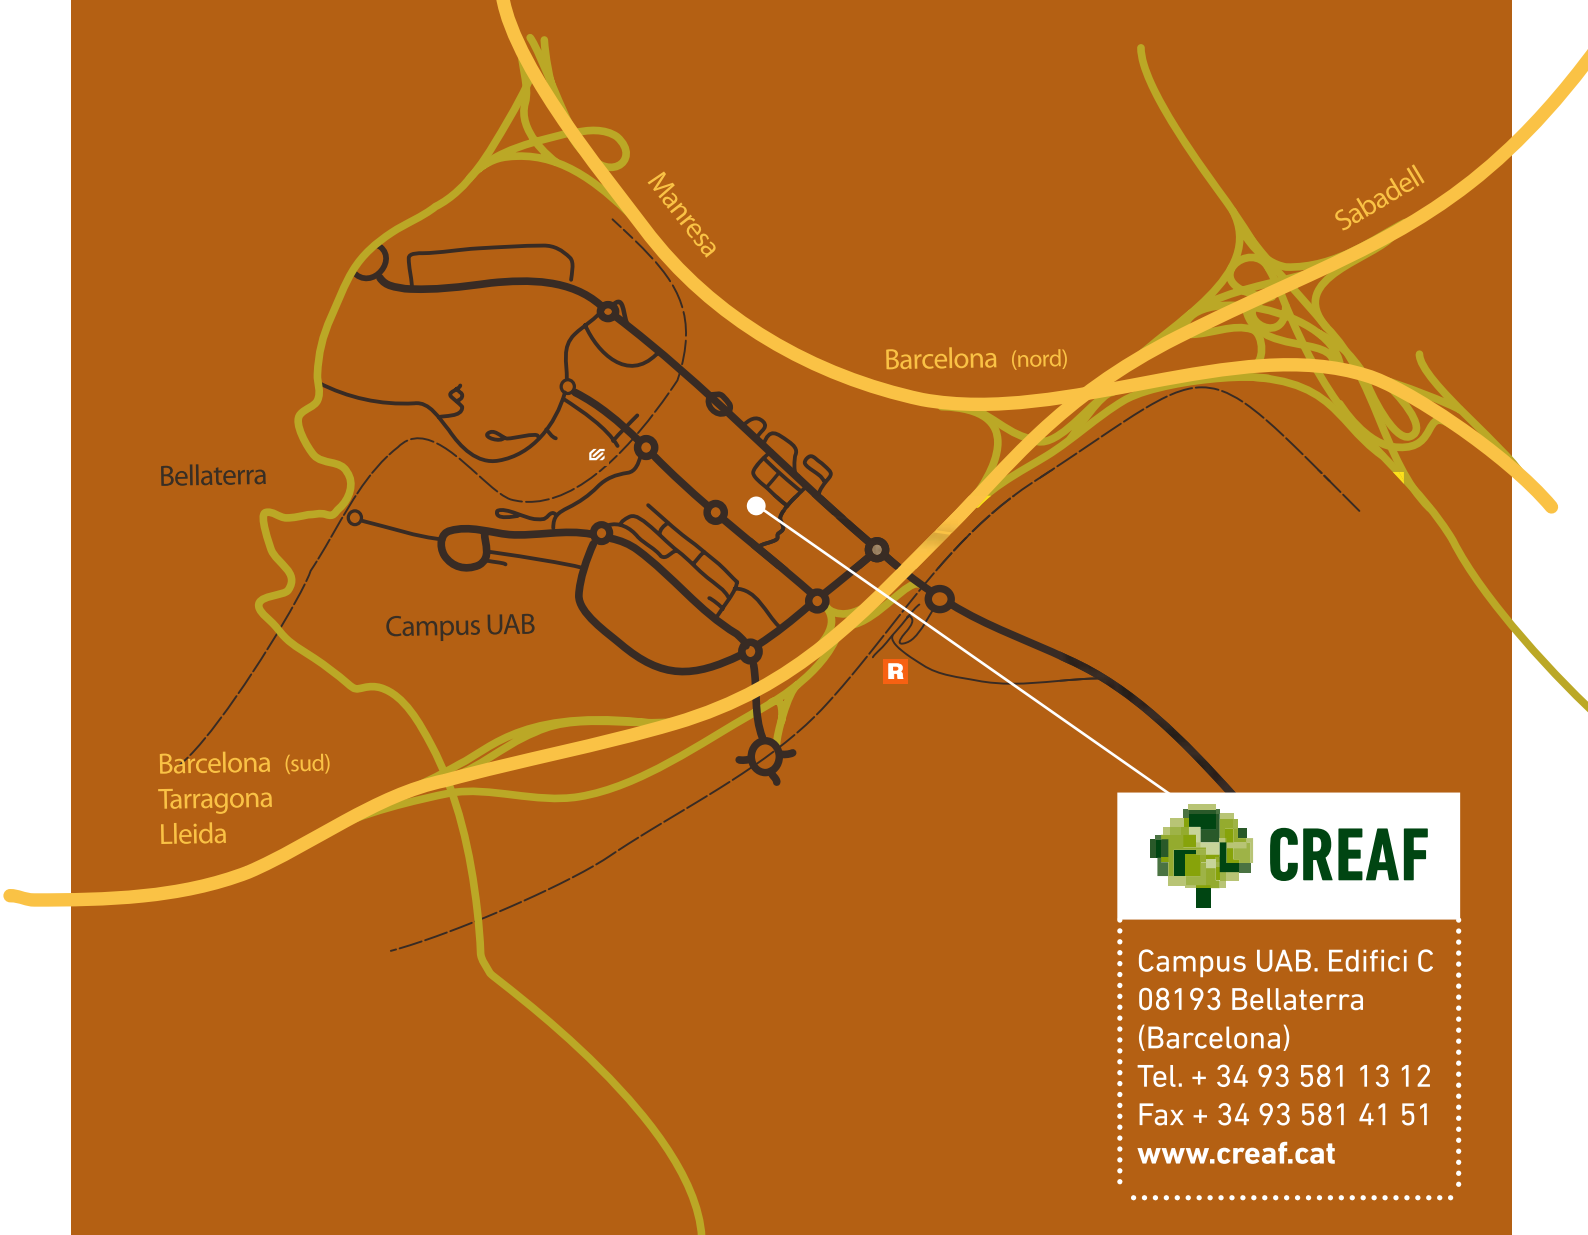 Manresa
Sabadell
Barcelona (nord)
Bellaterra
Campus UAB
R
Barcelona (sud)
Tarragona
Lleida
CREAF
Campus UAB. Edifici C
08193 Bellaterra
(Barcelona)
Tel. + 34 93 581 13 12
Fax + 34 93 581 41 51
www.creaf.cat